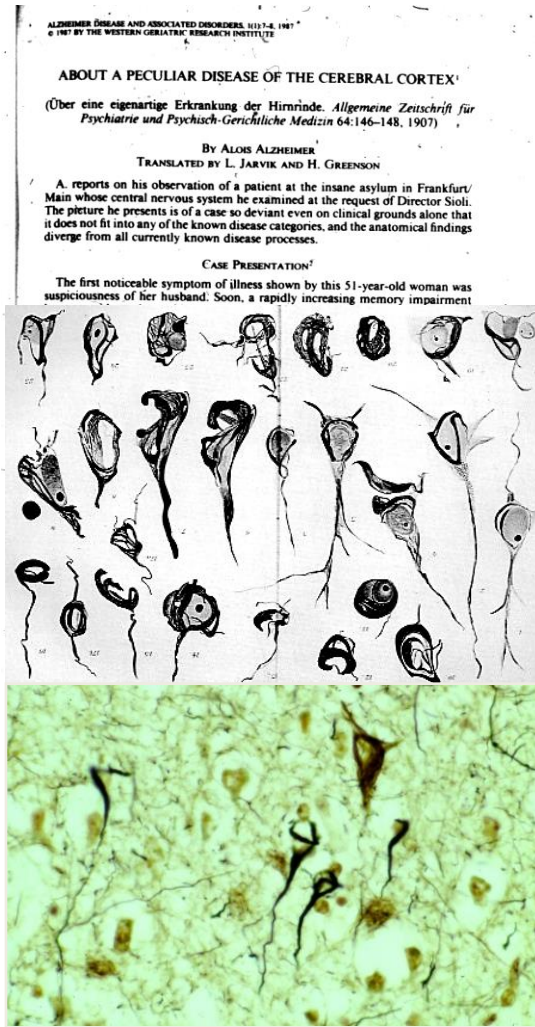 ALZHEIMER DISEASE AND ASSOCIATED DISORDERS, 1(1):7-8, 1987
© 1987 BY THE WESTERN GERIATRIC RESEARCH INSTITUTE
ABOUT A PECULIAR DISEASE OF THE CEREBRAL CORTEX¹
(Über eine eigenartige Erkrankung der Hirnrinde. Allgemeine Zeitschrift für
Psychiatrie und Psychisch-Gerichtliche Medizin 64:146–148, 1907)
BY ALOIS ALZHEIMER
TRANSLATED BY L. JARVIK AND H. GREENSON
A. reports on his observation of a patient at the insane asylum in Frankfurt/
Main whose central nervous system he examined at the request of Director Sioli.
The picture he presents is of a case so deviant even on clinical grounds alone that
it does not fit into any of the known disease categories, and the anatomical findings
diverge from all currently known disease processes.
CASE PRESENTATION²
The first noticeable symptom of illness shown by this 51-year-old woman was
suspiciousness of her husband. Soon, a rapidly increasing memory impairment